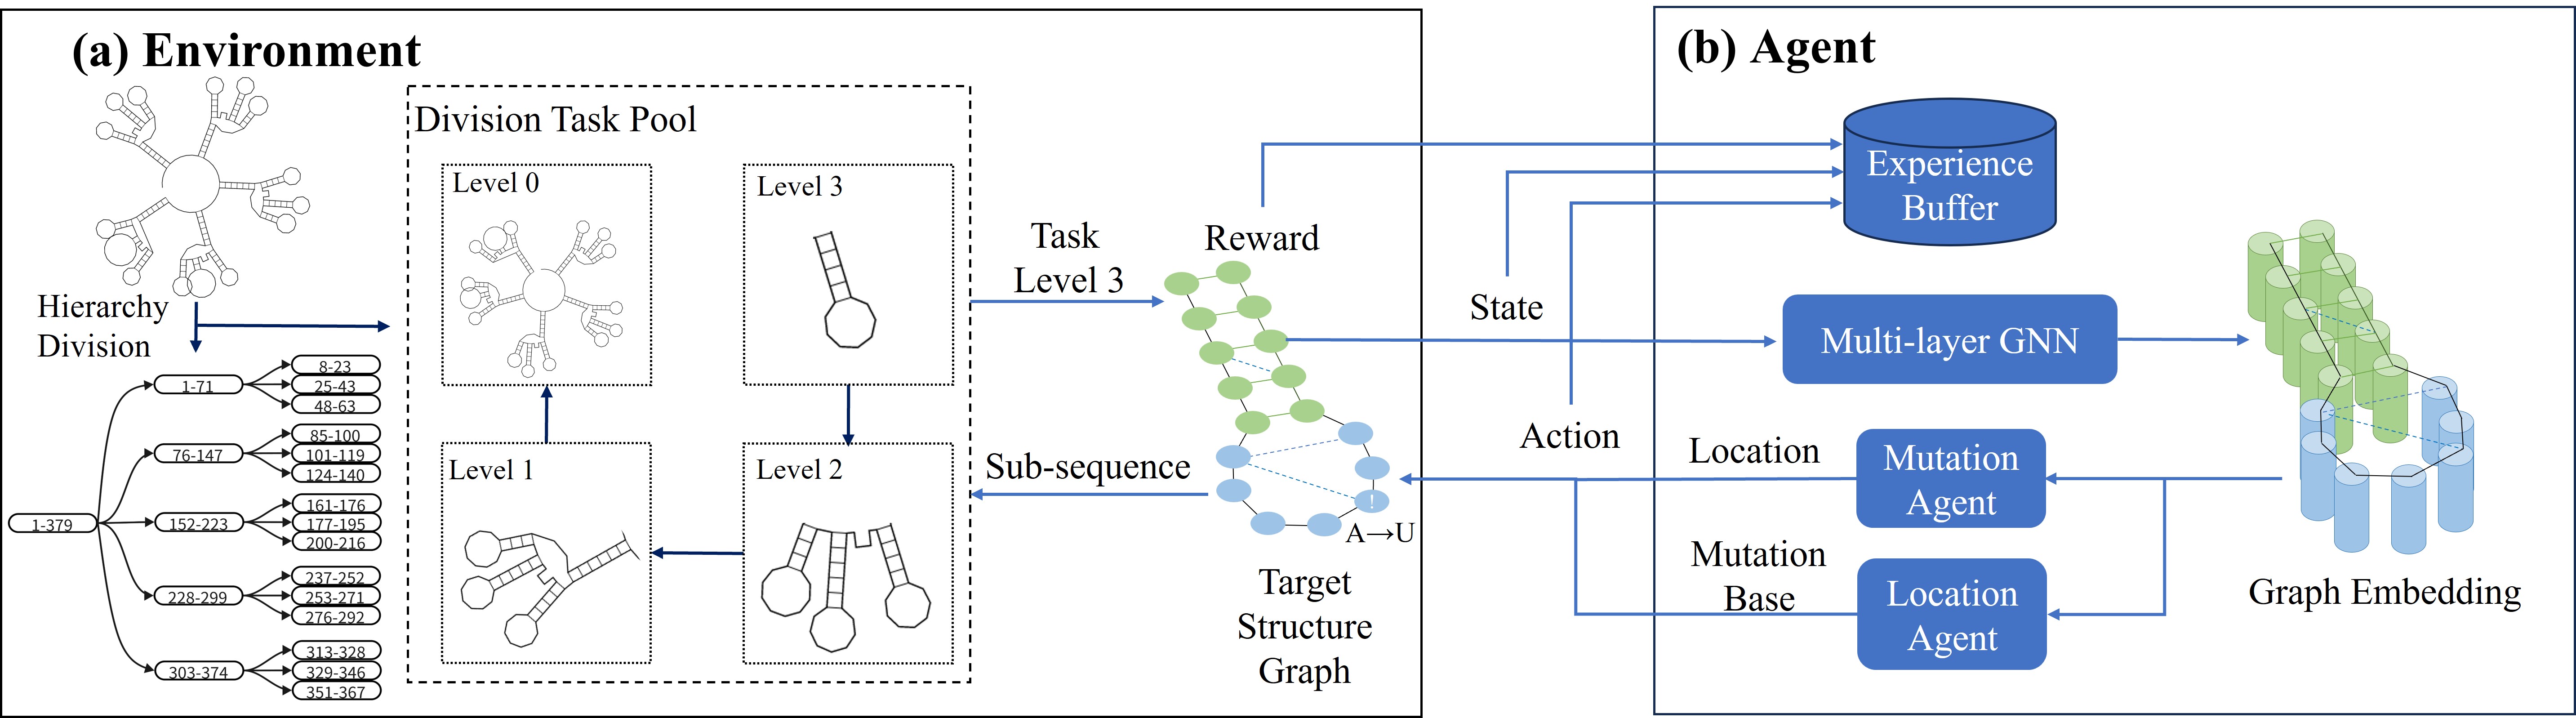 (a) Environment
Hierarchy
Division
1-379
1-71
8-23
25-43
48-63
76-147
85-100
101-119
124-140
152-223
161-176
177-195
200-216
228-299
237-252
253-271
276-292
303-374
313-328
329-346
351-367
Division Task Pool
Level 0
Level 3
Level 1
Level 2
Task
Level 3
Sub-sequence
Reward
!
A→U
Target
Structure
Graph
State
Action
(b) Agent
Experience
Buffer
Multi-layer GNN
Location
Mutation
Agent
Mutation
Base
Location
Agent
Graph Embedding